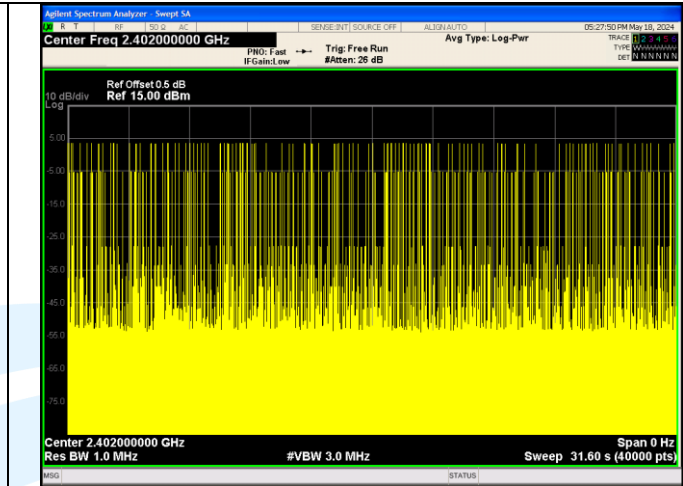 Agilent Spectrum Analyzer - Swept SA
R T RF 50 Ω AC SENSE:INT SOURCE OFF ALIGN AUTO 05:27:50 PM May 18, 2024
Center Freq 2.402000000 GHz Avg Type: Log-Pwr TRACE 1 2 3 4 5 6
PNO: Fast Trig: Free Run TYPE
IFGain:Low #Atten: 26 dB DET N N N N N N
Ref Offset 0.5 dB
10 dB/div Ref 15.00 dBm
Log
5.00
-5.00
-15.0
-25.0
-35.0
-45.0
-55.0
-65.0
-75.0
Center 2.402000000 GHz Span 0 Hz
Res BW 1.0 MHz #VBW 3.0 MHz Sweep 31.60 s (40000 pts)
MSG STATUS